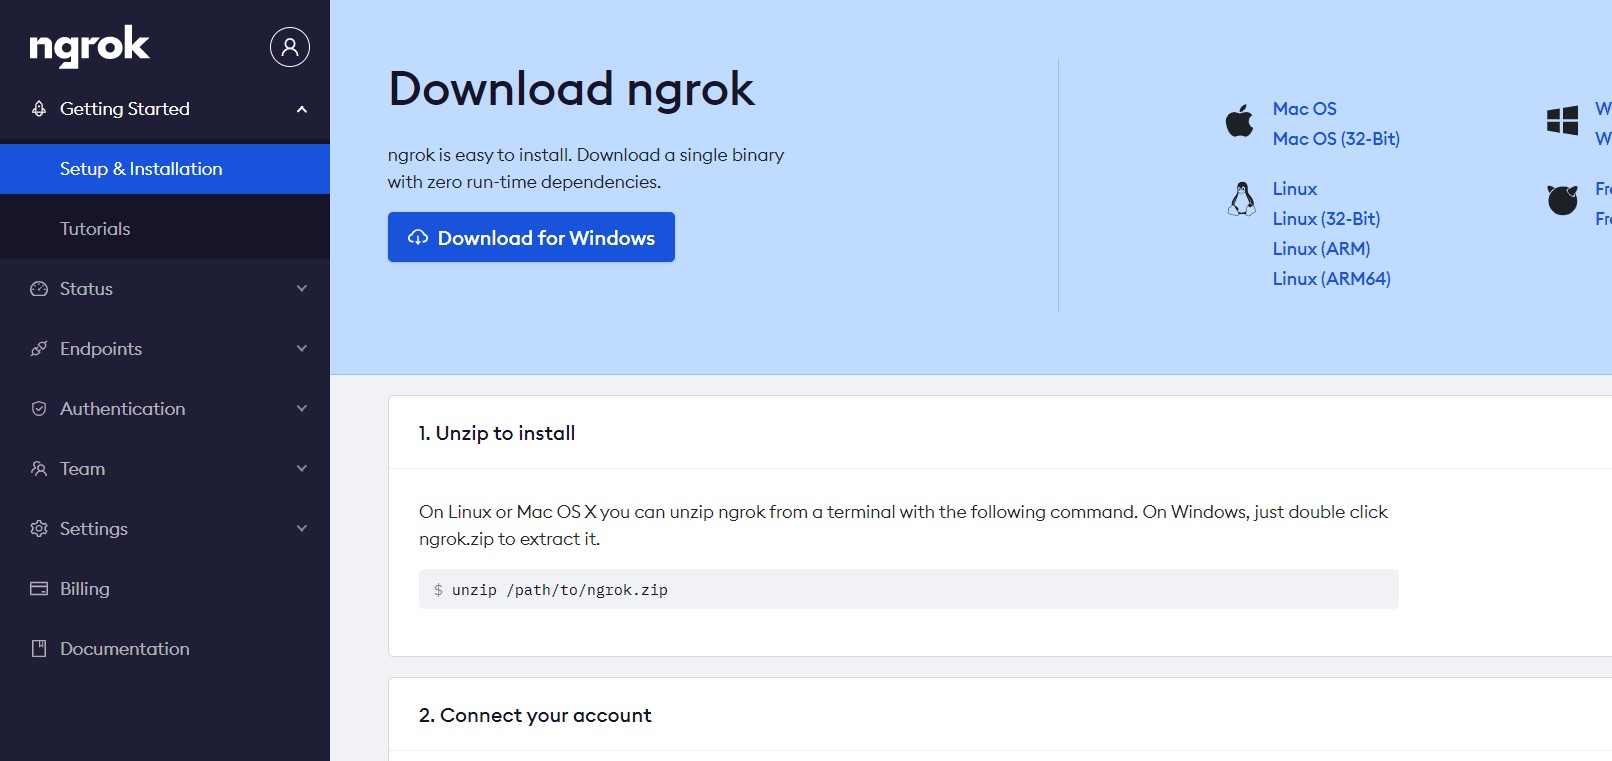 ngrok
Getting Started
Setup & Installation
Tutorials
Status
Endpoints
Authentication
Team
Settings
Billing
Documentation
Download ngrok
ngrok is easy to install. Download a single binary
with zero run-time dependencies.
Download for Windows
Mac OS
Mac OS (32-Bit)
Linux
Linux (32-Bit)
Linux (ARM)
Linux (ARM64)
1. Unzip to install
On Linux or Mac OS X you can unzip ngrok from a terminal with the following command. On Windows, just double click
ngrok.zip to extract it.
$ unzip /path/to/ngrok.zip
2. Connect your account